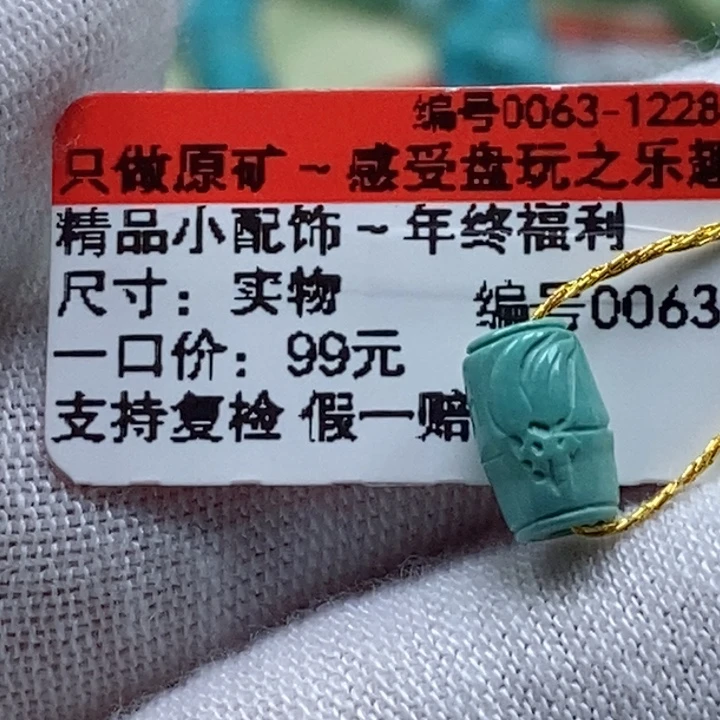 编号0063-1228
只做原矿~感受盘玩之乐趣
精品小配饰~年终福利
尺寸：实物 编号0063
一口价：99元
支持复检 假一赔